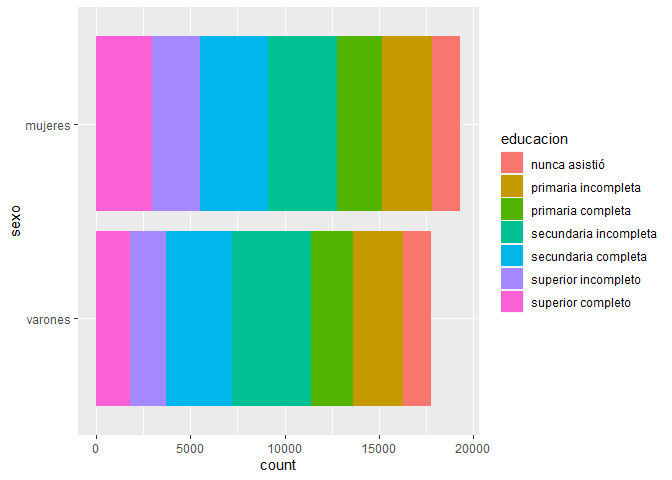 mujeres
varones
sexo
0 5000 10000 15000 20000
count
educacion
nunca asistió
primaria incompleta
primaria completa
secundaria incompleta
secundaria completa
superior incompleto
superior completo